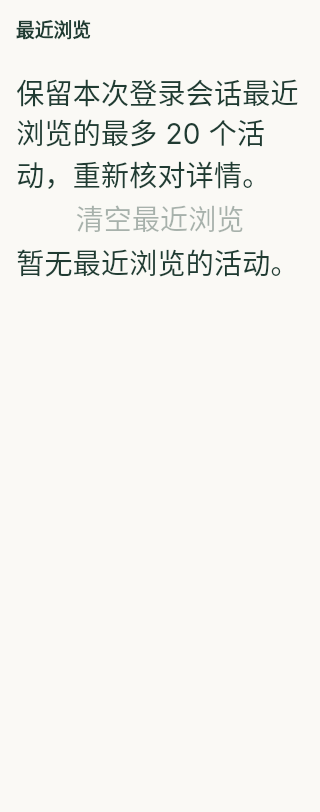 最近浏览
保留本次登录会话最近
浏览的最多 20 个活
动，重新核对详情。
清空最近浏览
暂无最近浏览的活动。